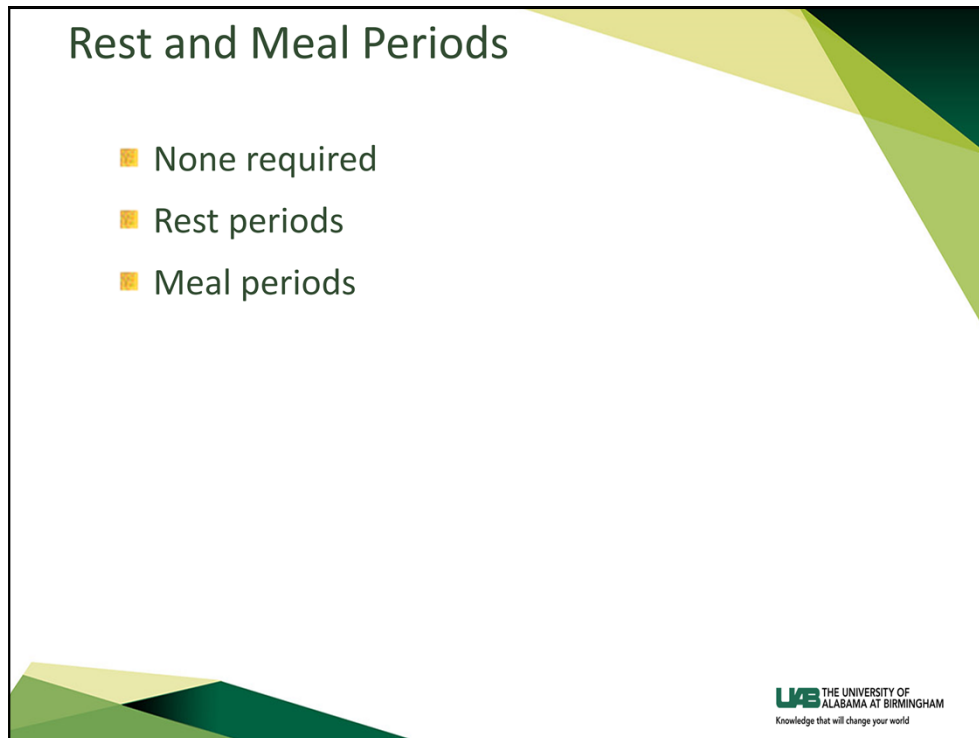 Rest and Meal Periods
None required
Rest periods
Meal periods
UAB THE UNIVERSITY OF
ALABAMA AT BIRMINGHAM
Knowledge that will change your world